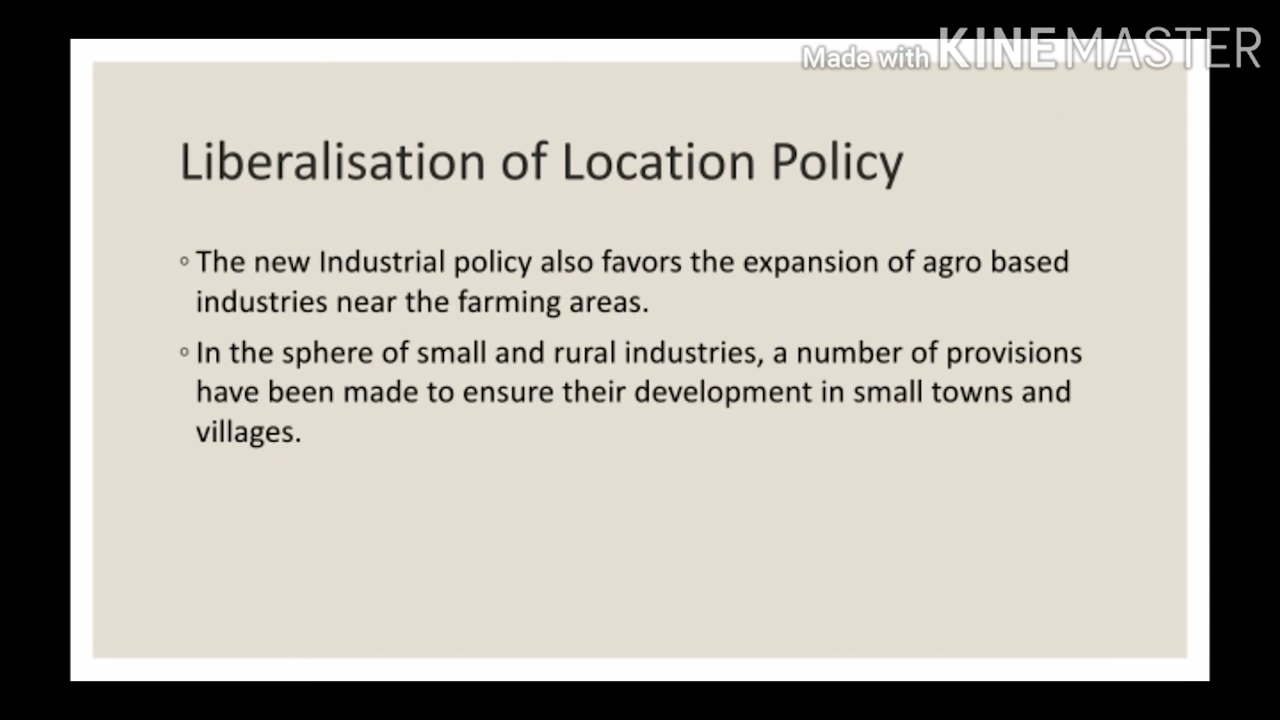 Made with KINEMASTER
Liberalisation of Location Policy
◦ The new Industrial policy also favors the expansion of agro based
industries near the farming areas.
◦ In the sphere of small and rural industries, a number of provisions
have been made to ensure their development in small towns and
villages.